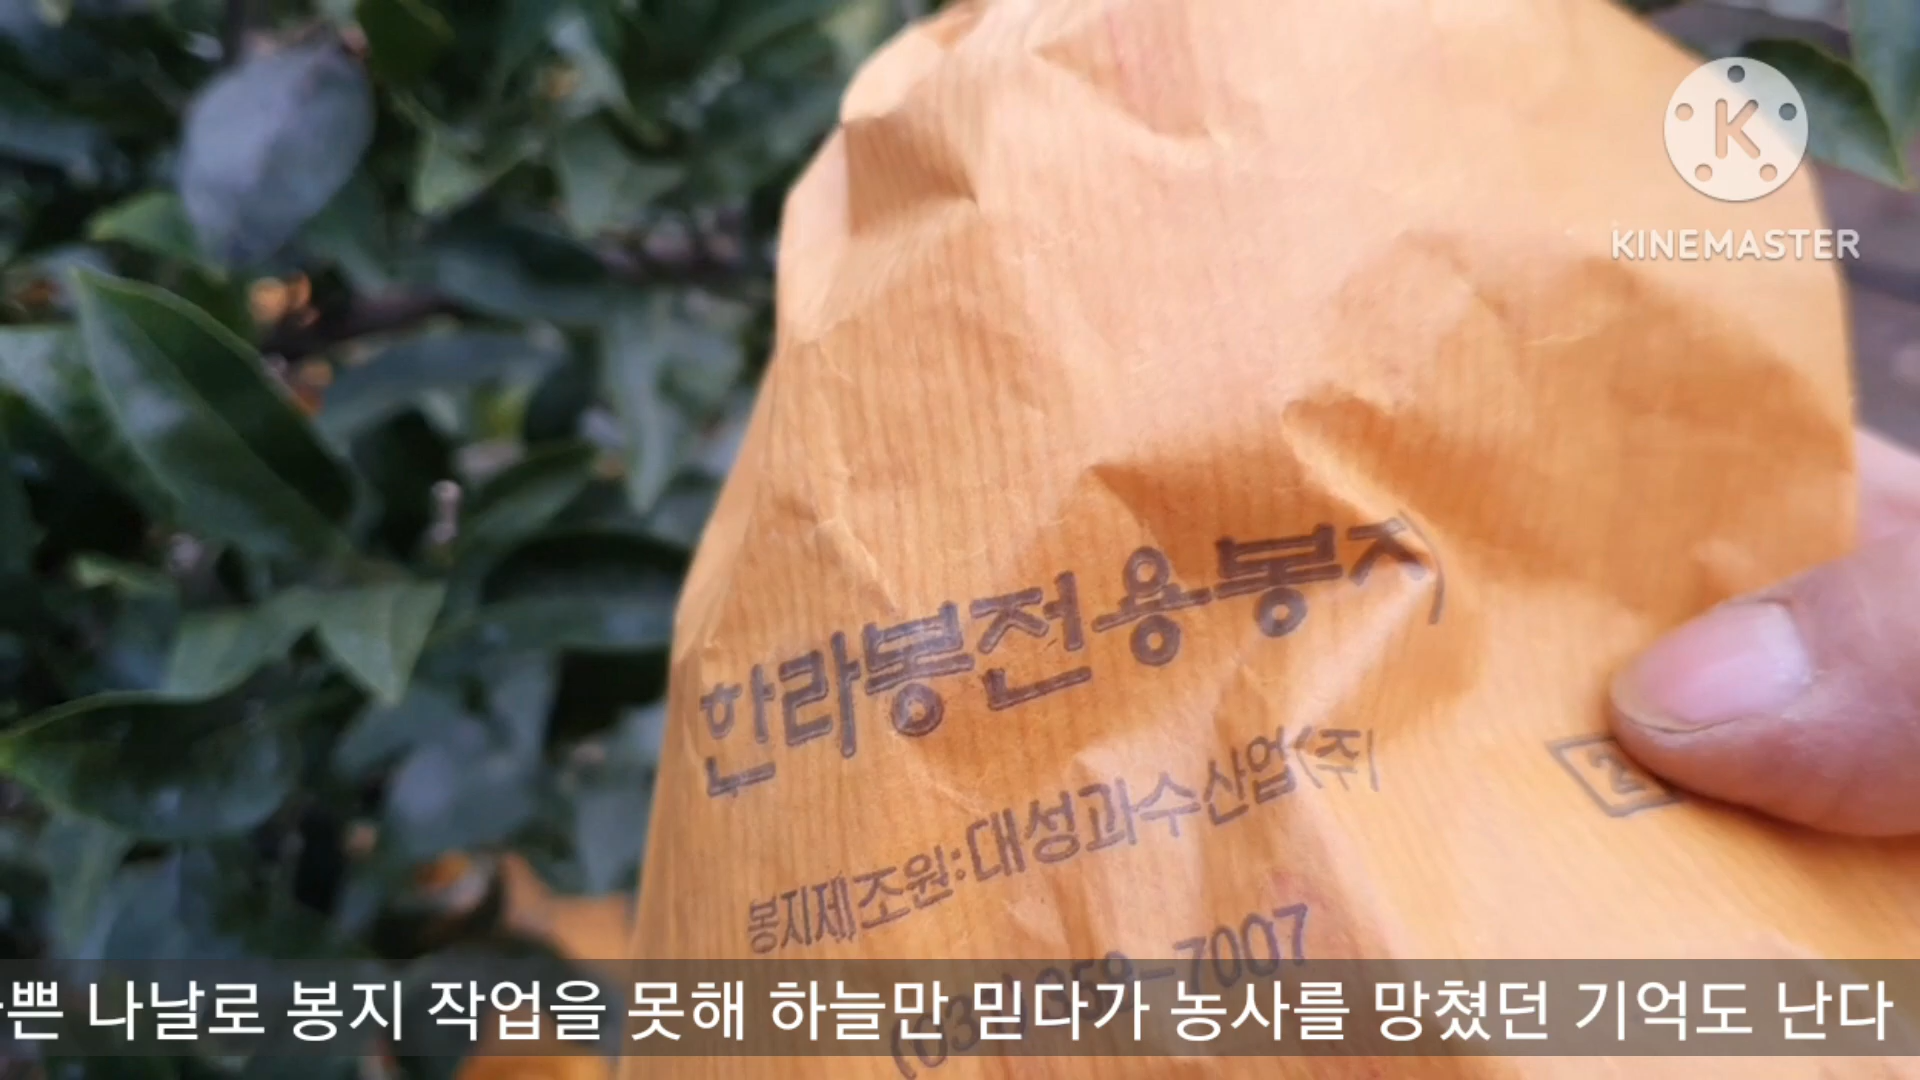 KINEMASTER
한라봉전용봉지
봉지제조원:대성과수산업(주)
-7007
나날로 봉지 작업을 못해 하늘만 믿다가 농사를 망쳤던 기억도 난다